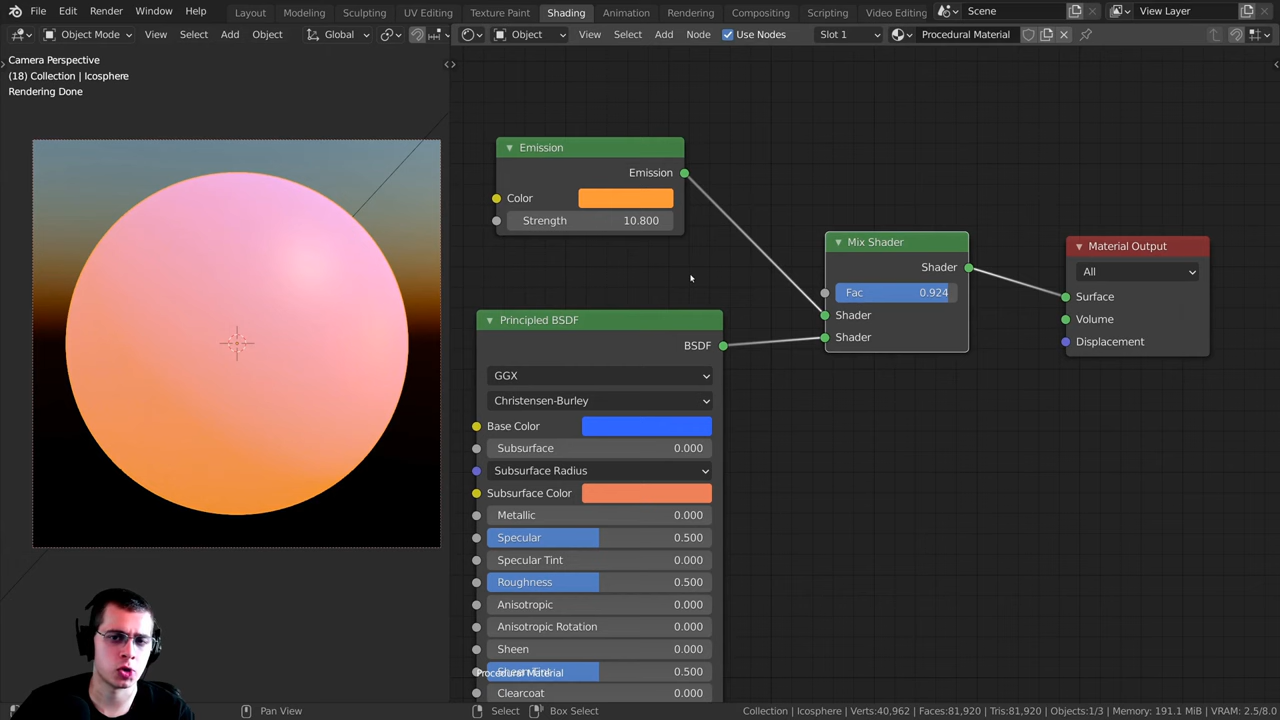 File Edit Render Window Help Layout Modeling Sculpting UV Editing Texture Paint Shading Animation Rendering Compositing Scripting Video Editing Scene View Layer
Object Mode View Select Add Object Global Object View Select Add Node Use Nodes Slot 1 Procedural Material
Camera Perspective
(18) Collection | Icosphere
Rendering Done
Emission
Emission
Color
Strength 10.800
Mix Shader
Shader
Fac 0.924
Shader
Shader
Material Output
All
Surface
Volume
Displacement
Principled BSDF
BSDF
GGX
Christensen-Burley
Base Color
Subsurface 0.000
Subsurface Radius
Subsurface Color
Metallic 0.000
Specular 0.500
Specular Tint 0.000
Roughness 0.500
Anisotropic 0.000
Anisotropic Rotation 0.000
Sheen 0.000
Sheen Tint 0.500
Procedural Material
Clearcoat 0.000
Pan View Select Box Select Collection | Icosphere | Verts:40,962 | Faces:81,920 | Tris:81,920 | Objects:1/3 | Memory: 191.1 MiB | VRAM: 2.5/8.0